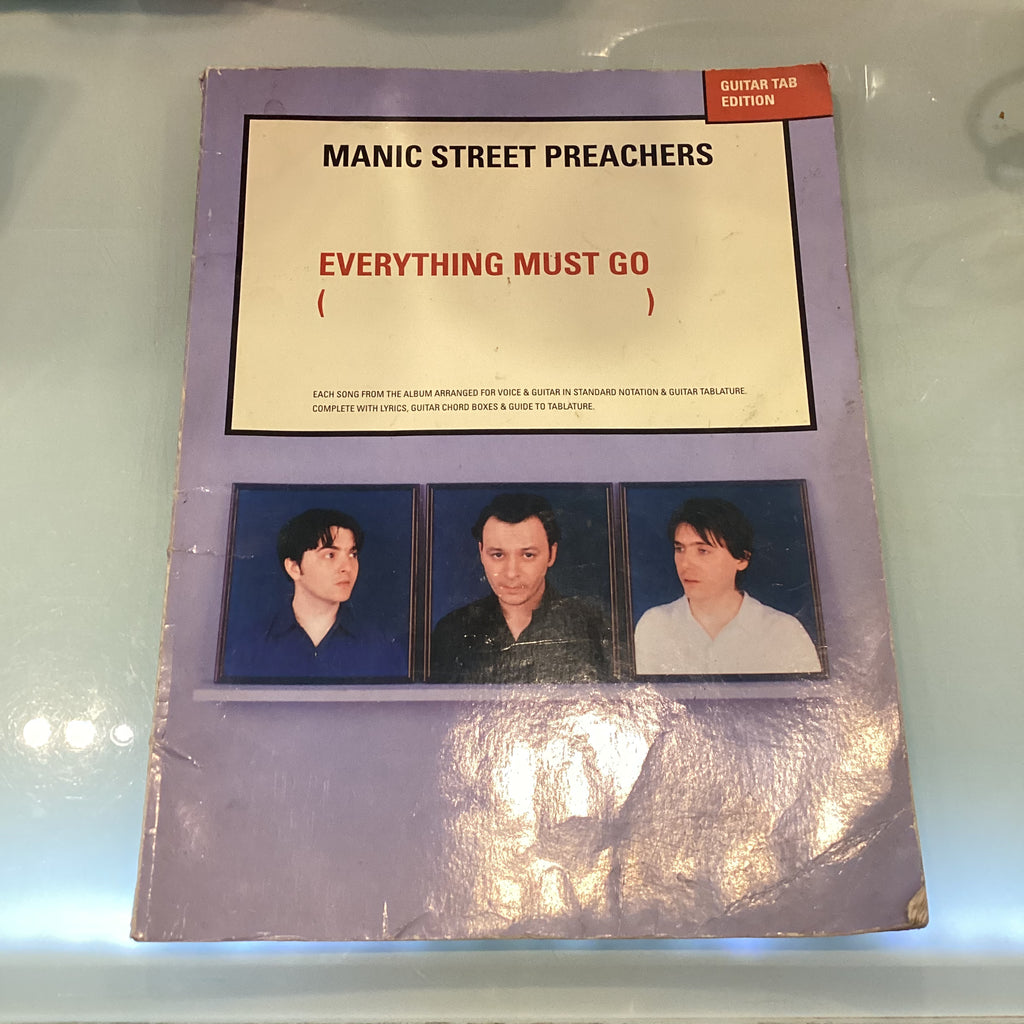 GUITAR TAB
EDITION
MANIC STREET PREACHERS
EVERYTHING MUST GO
( )
EACH SONG FROM THE ALBUM ARRANGED FOR VOICE & GUITAR IN STANDARD NOTATION & GUITAR TABLATURE.
COMPLETE WITH LYRICS, GUITAR CHORD BOXES & GUIDE TO TABLATURE.